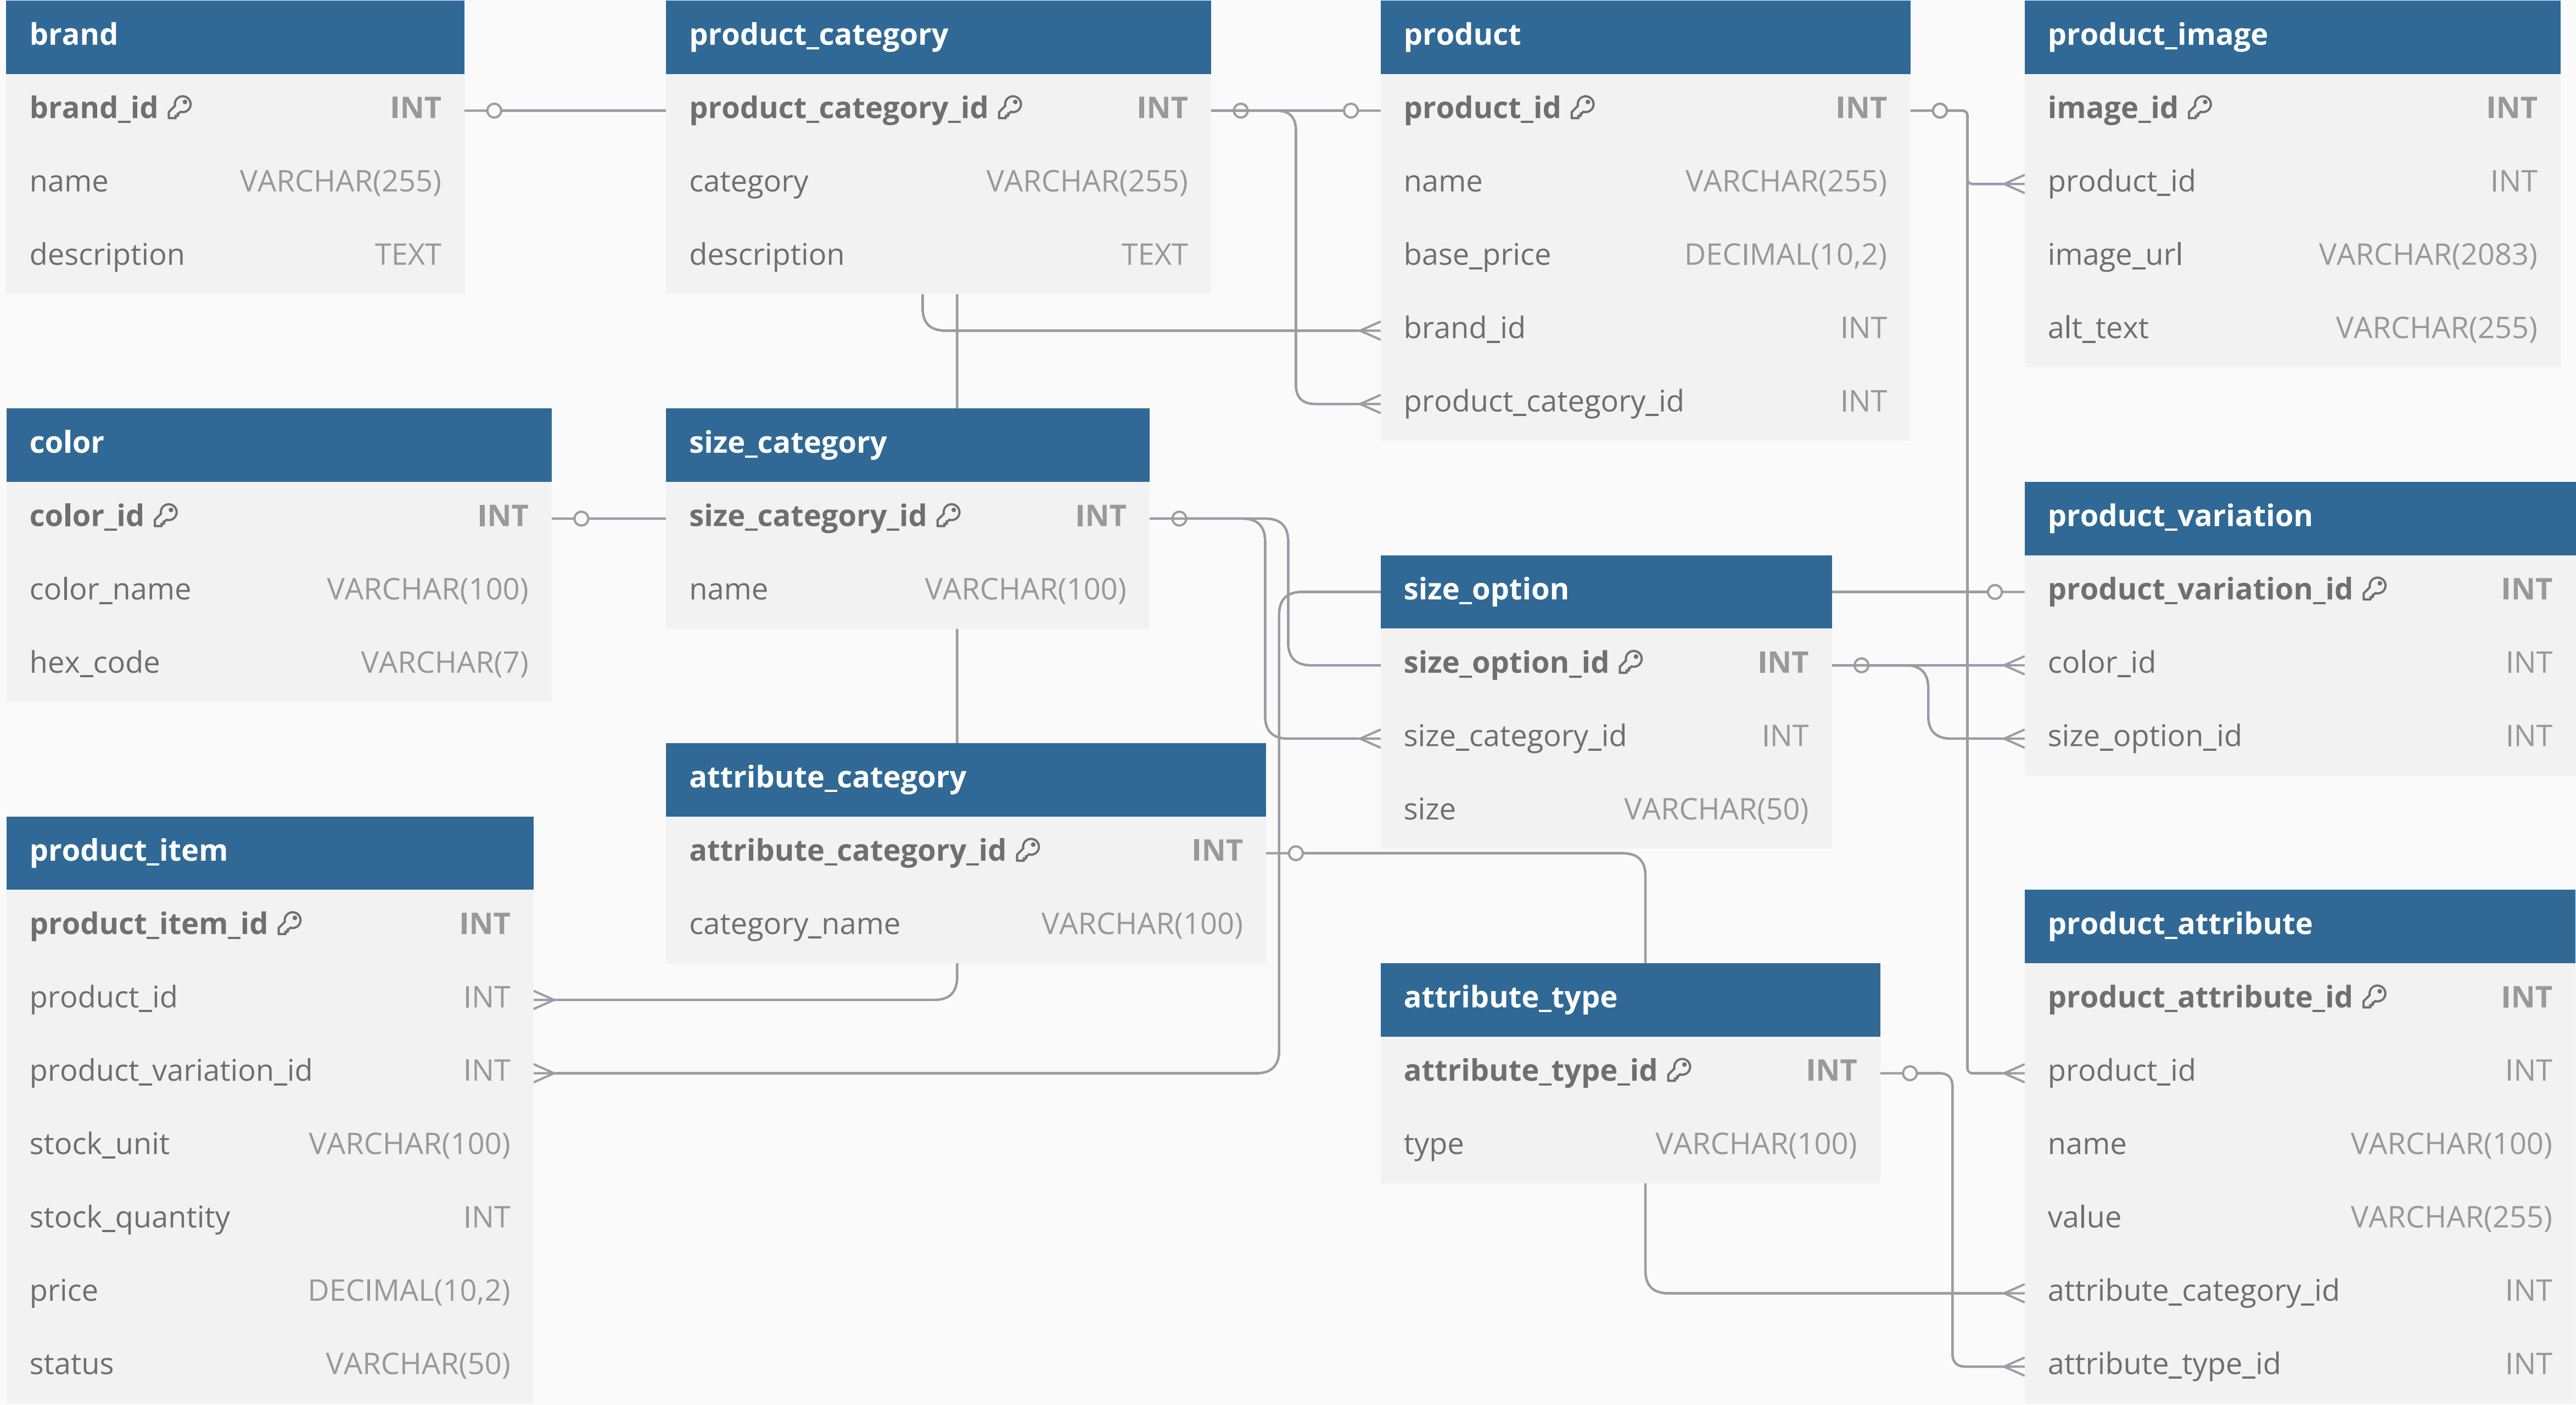 brand
brand_id INT
name VARCHAR(255)
description TEXT
product_category
product_category_id INT
category VARCHAR(255)
description TEXT
product
product_id INT
name VARCHAR(255)
base_price DECIMAL(10,2)
brand_id INT
product_category_id INT
product_image
image_id INT
product_id INT
image_url VARCHAR(2083)
alt_text VARCHAR(255)
color
color_id INT
color_name VARCHAR(100)
hex_code VARCHAR(7)
size_category
size_category_id INT
name VARCHAR(100)
size_option
size_option_id INT
size_category_id INT
size VARCHAR(50)
product_variation
product_variation_id INT
color_id INT
size_option_id INT
product_item
product_item_id INT
product_id INT
product_variation_id INT
stock_unit VARCHAR(100)
stock_quantity INT
price DECIMAL(10,2)
status VARCHAR(50)
attribute_category
attribute_category_id INT
category_name VARCHAR(100)
attribute_type
attribute_type_id INT
type VARCHAR(100)
product_attribute
product_attribute_id INT
product_id INT
name VARCHAR(100)
value VARCHAR(255)
attribute_category_id INT
attribute_type_id INT